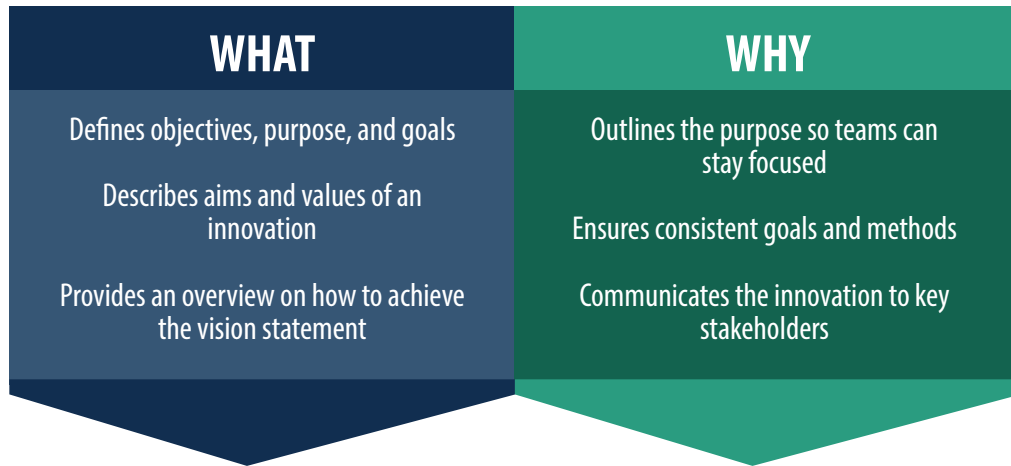 WHAT
Defines objectives, purpose, and goals
Describes aims and values of an
innovation
Provides an overview on how to achieve
the vision statement
WHY
Outlines the purpose so teams can
stay focused
Ensures consistent goals and methods
Communicates the innovation to key
stakeholders